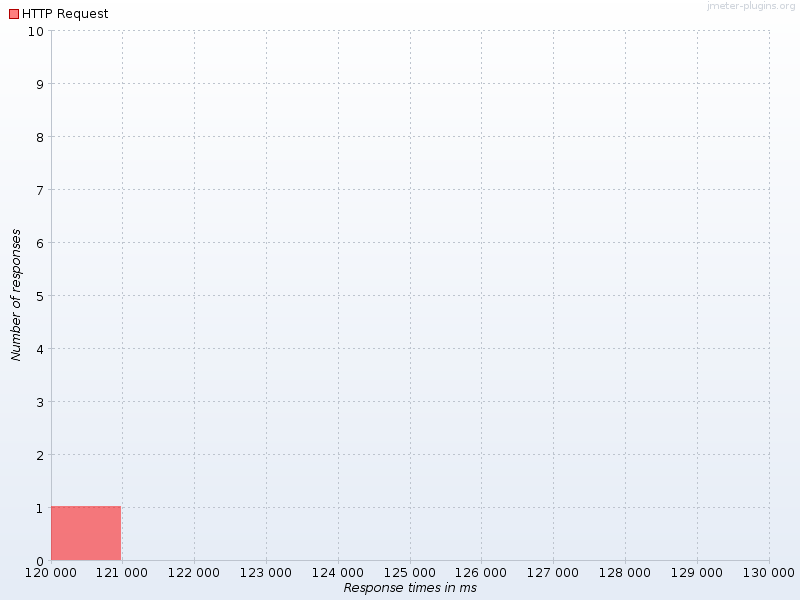 jmeter-plugins.org
HTTP Request
10
9
8
7
6
5
4
3
2
1
0
Number of responses
120 000 121 000 122 000 123 000 124 000 125 000 126 000 127 000 128 000 129 000 130 000
Response times in ms